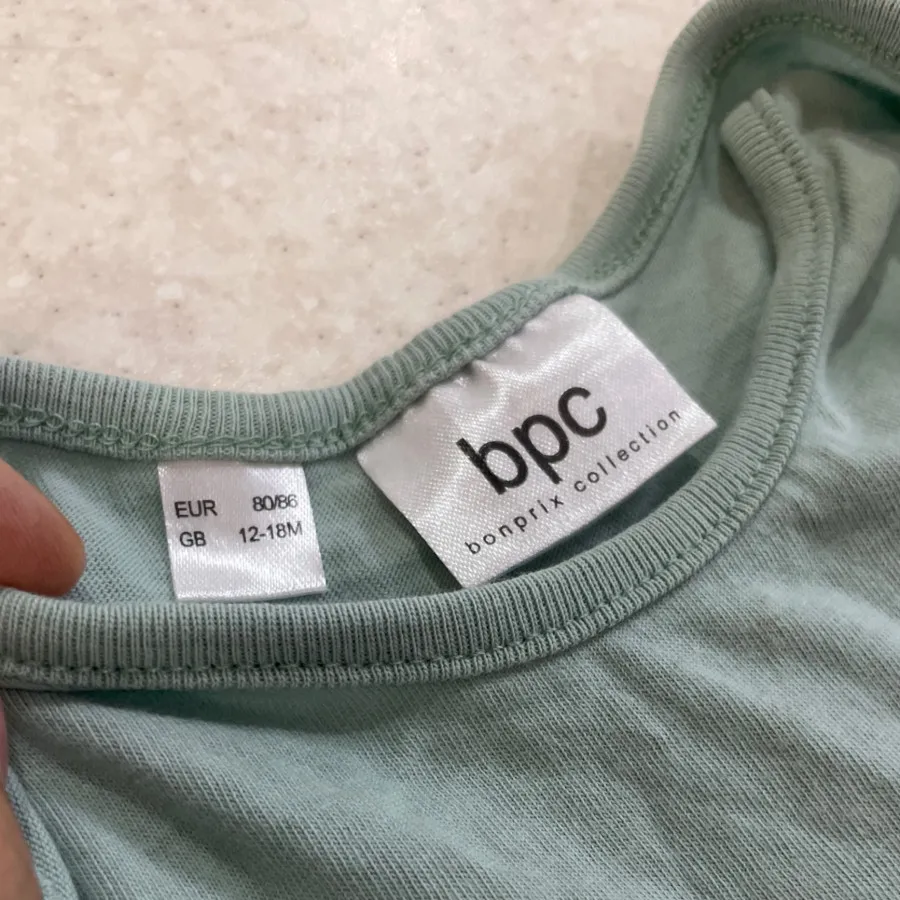 EUR 80/86
GB 12-18M
bpc
bonprix collection